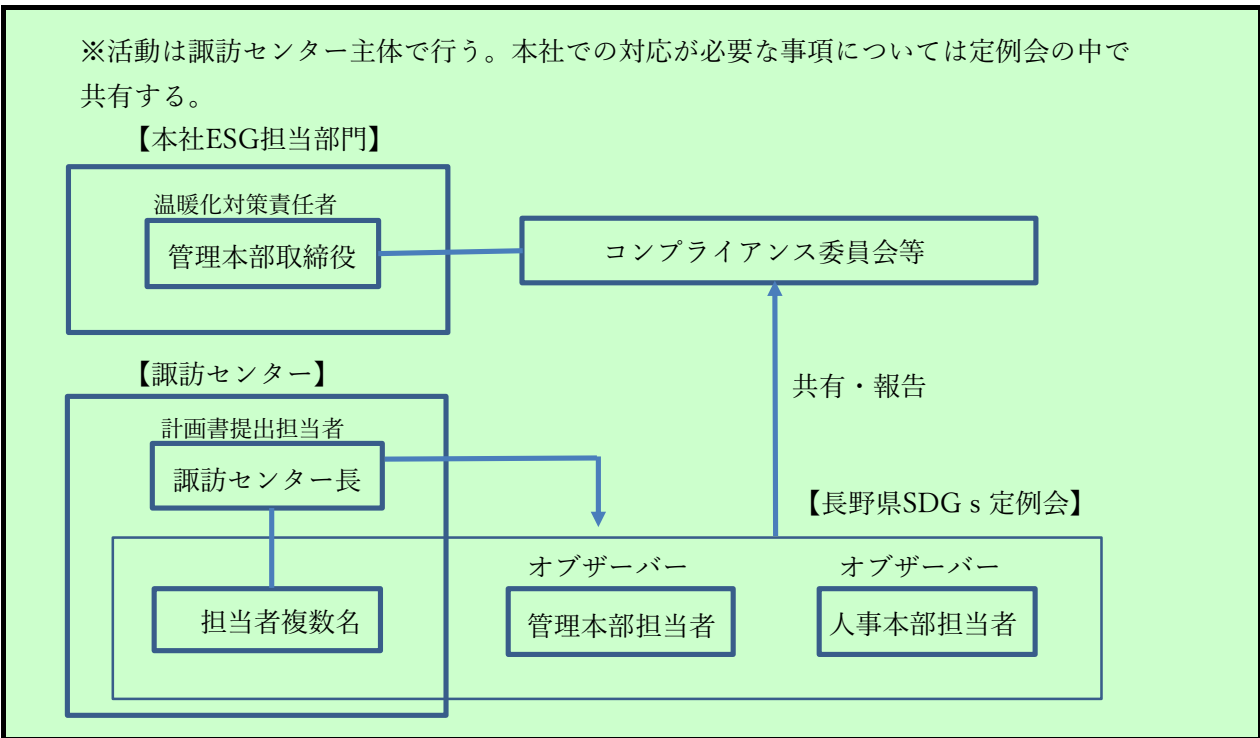 ※活動は諏訪センター主体で行う。本社での対応が必要な事項については定例会の中で
共有する。
【本社ESG担当部門】
温暖化対策責任者
管理本部取締役
コンプライアンス委員会等
【諏訪センター】
共有・報告
計画書提出担当者
諏訪センター長
【長野県SDGｓ定例会】
オブザーバー
オブザーバー
担当者複数名
管理本部担当者
人事本部担当者